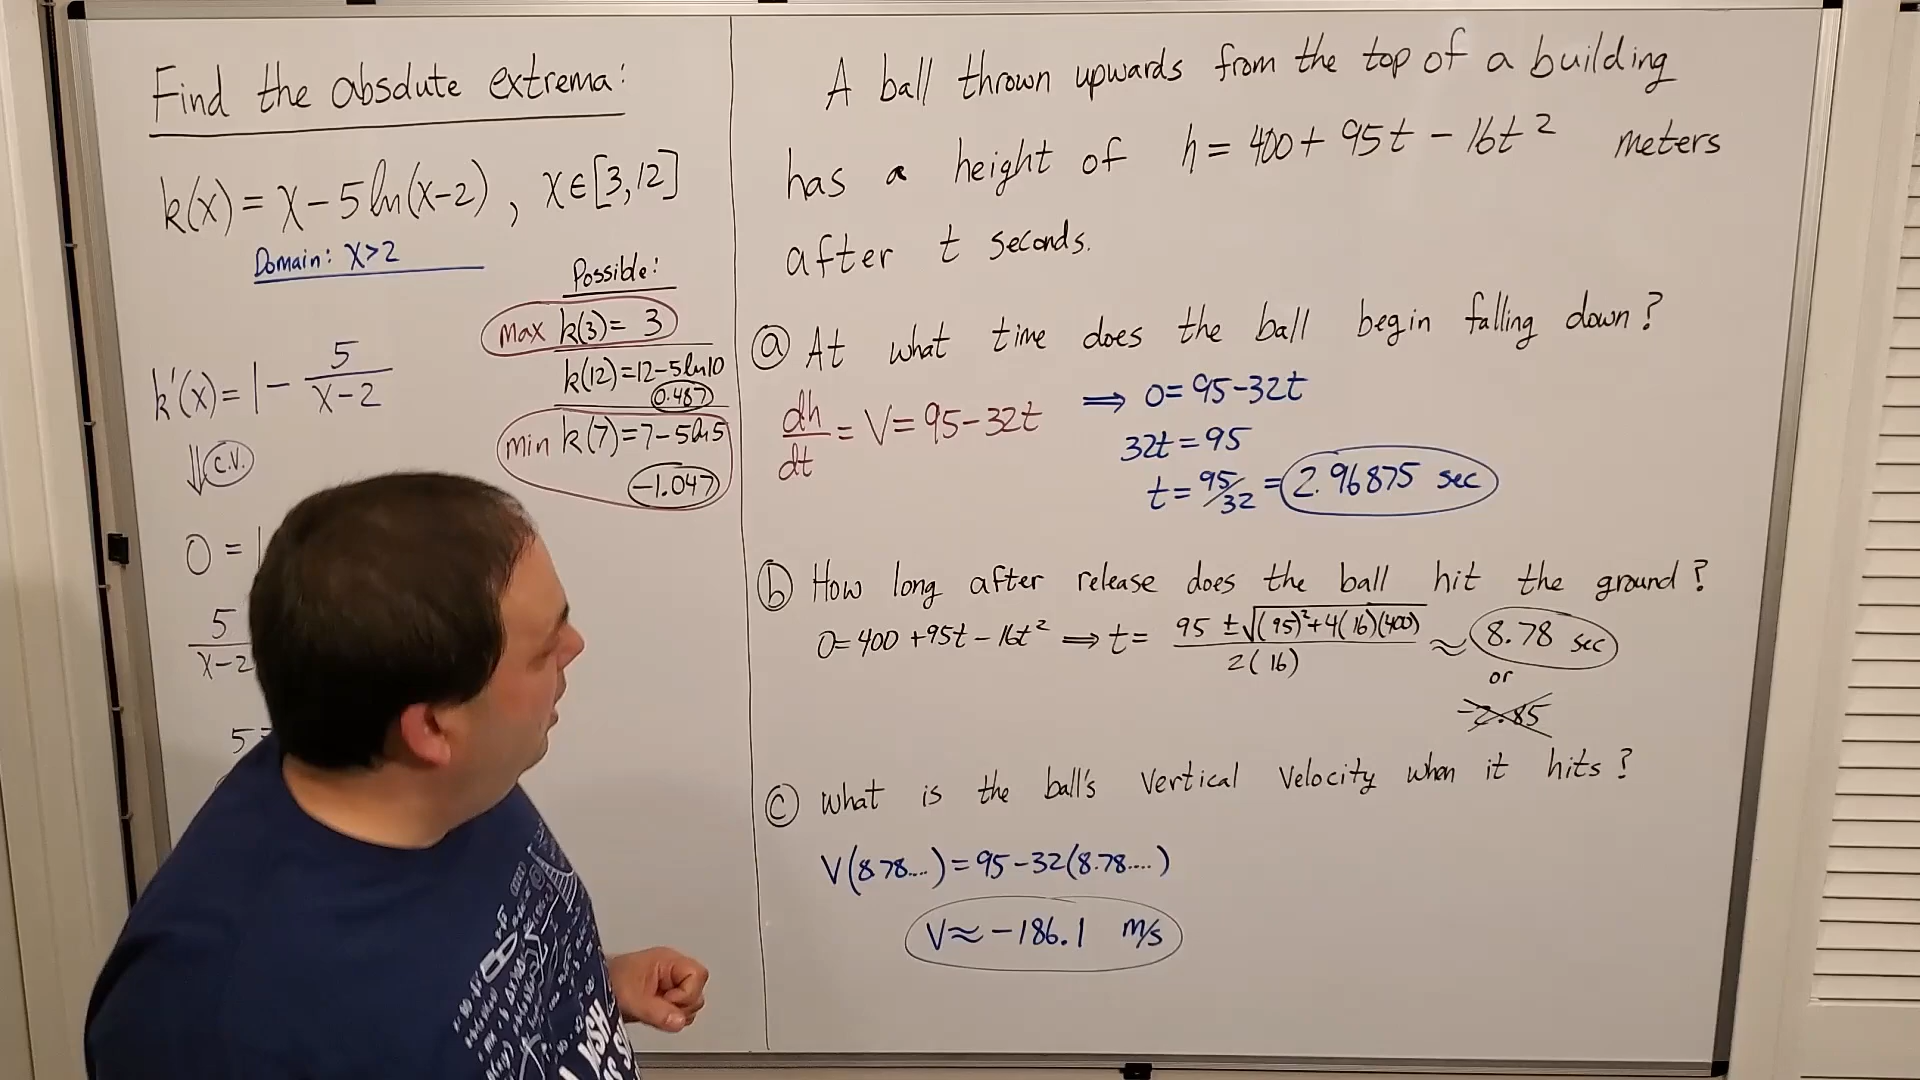 Find the absolute extrema:
k(x) = x - 5 ln(x-2), x∈[3,12]
Domain: x>2
Possible:
max k(3) = 3
k(12) = 12 - 5 ln 10
0.487
min k(7) = 7 - 5 ln 5
-1.047
k'(x) = 1 - 5/(x-2)
C.V.
0 = 1
5/(x-2)
5 =
A ball thrown upwards from the top of a building
has a height of h = 400 + 95t - 16t² meters
after t seconds.
(a) At what time does the ball begin falling down?
dh/dt = V = 95 - 32t ⟹ 0 = 95 - 32t
32t = 95
t = 95/32 = 2.96875 sec
(b) How long after release does the ball hit the ground?
0 = 400 + 95t - 16t² ⟹ t = (95 ± √((95)² + 4(16)(400)))/(2(16)) ≈ 8.78 sec
or
-2.85
(c) What is the ball's vertical velocity when it hits?
V(8.78....) = 95 - 32(8.78....)
V ≈ -186.1 m/s